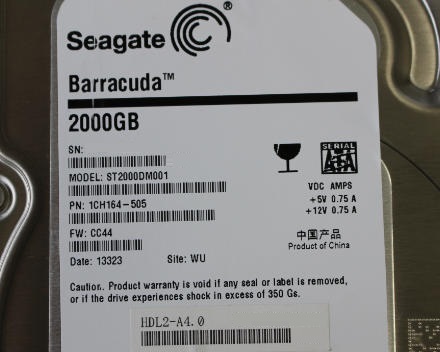 Seagate ®
Barracuda™
2000GB
SN:
MODEL: ST2000DM001
PN: 1CH164-505
FW: CC44
Date: 13323 Site: WU
SERIAL
ATA
VDC AMPS
+5V 0.75 A
+12V 0.75 A
中国产品
Product of China
Caution. Product warranty is void if any seal or label is removed,
or if the drive experiences shock in excess of 350 Gs.
HDL2-A4.0